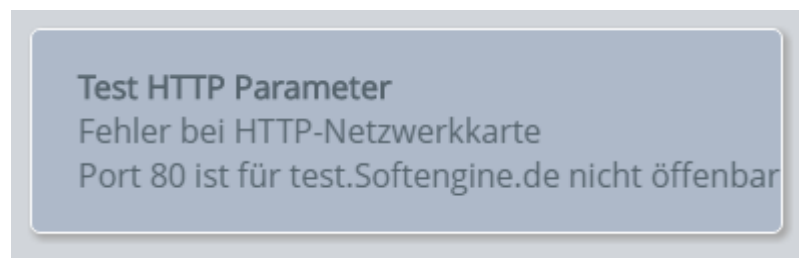 Test HTTP Parameter
Fehler bei HTTP-Netzwerkkarte
Port 80 ist für test.Softengine.de nicht öffenbar